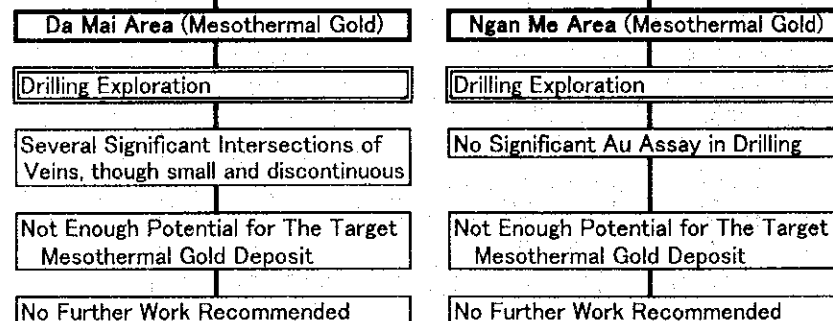 Da Mai Area (Mesothermal Gold)
Drilling Exploration
Several Significant Intersections of
Veins, though small and discontinuous
Not Enough Potential for The Target
Mesothermal Gold Deposit
No Further Work Recommended
Ngan Me Area (Mesothermal Gold)
Drilling Exploration
No Significant Au Assay in Drilling
Not Enough Potential for The Target
Mesothermal Gold Deposit
No Further Work Recommended